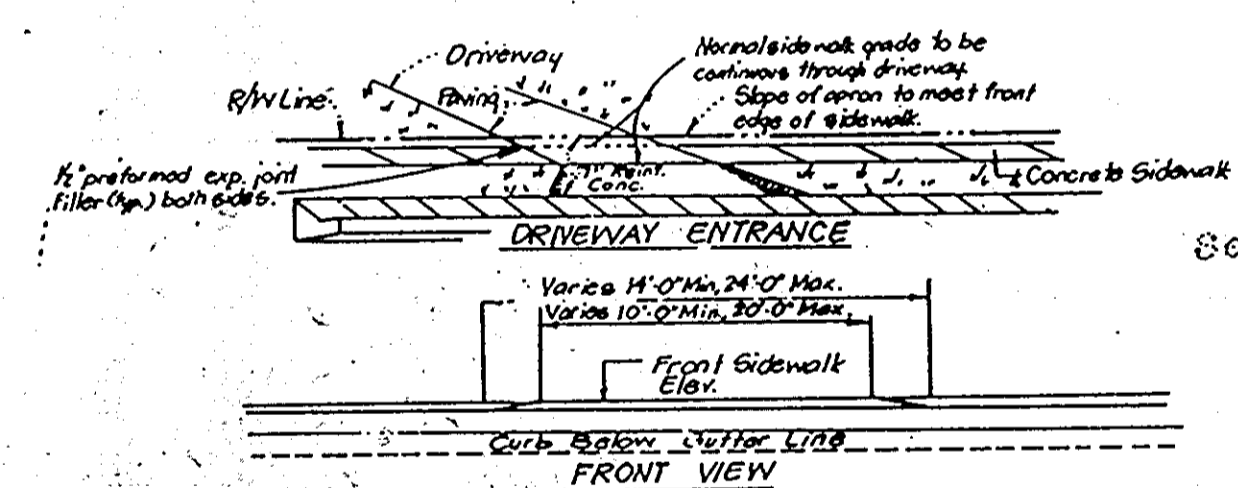 Driveway
R/W Line
Paving
Normal sidewalk grade to be
continuous through driveway.
Slope of apron to meet front
edge of sidewalk.
1/2" preformed exp. joint
filler (typ.) both sides.
7" Reinf.
Conc.
Concrete Sidewalk
DRIVEWAY ENTRANCE
Varies 14'-0" Min, 24'-0" Max.
Varies 10'-0" Min, 20'-0" Max.
Front Sidewalk
Elev.
Curb Below Gutter Line
FRONT VIEW